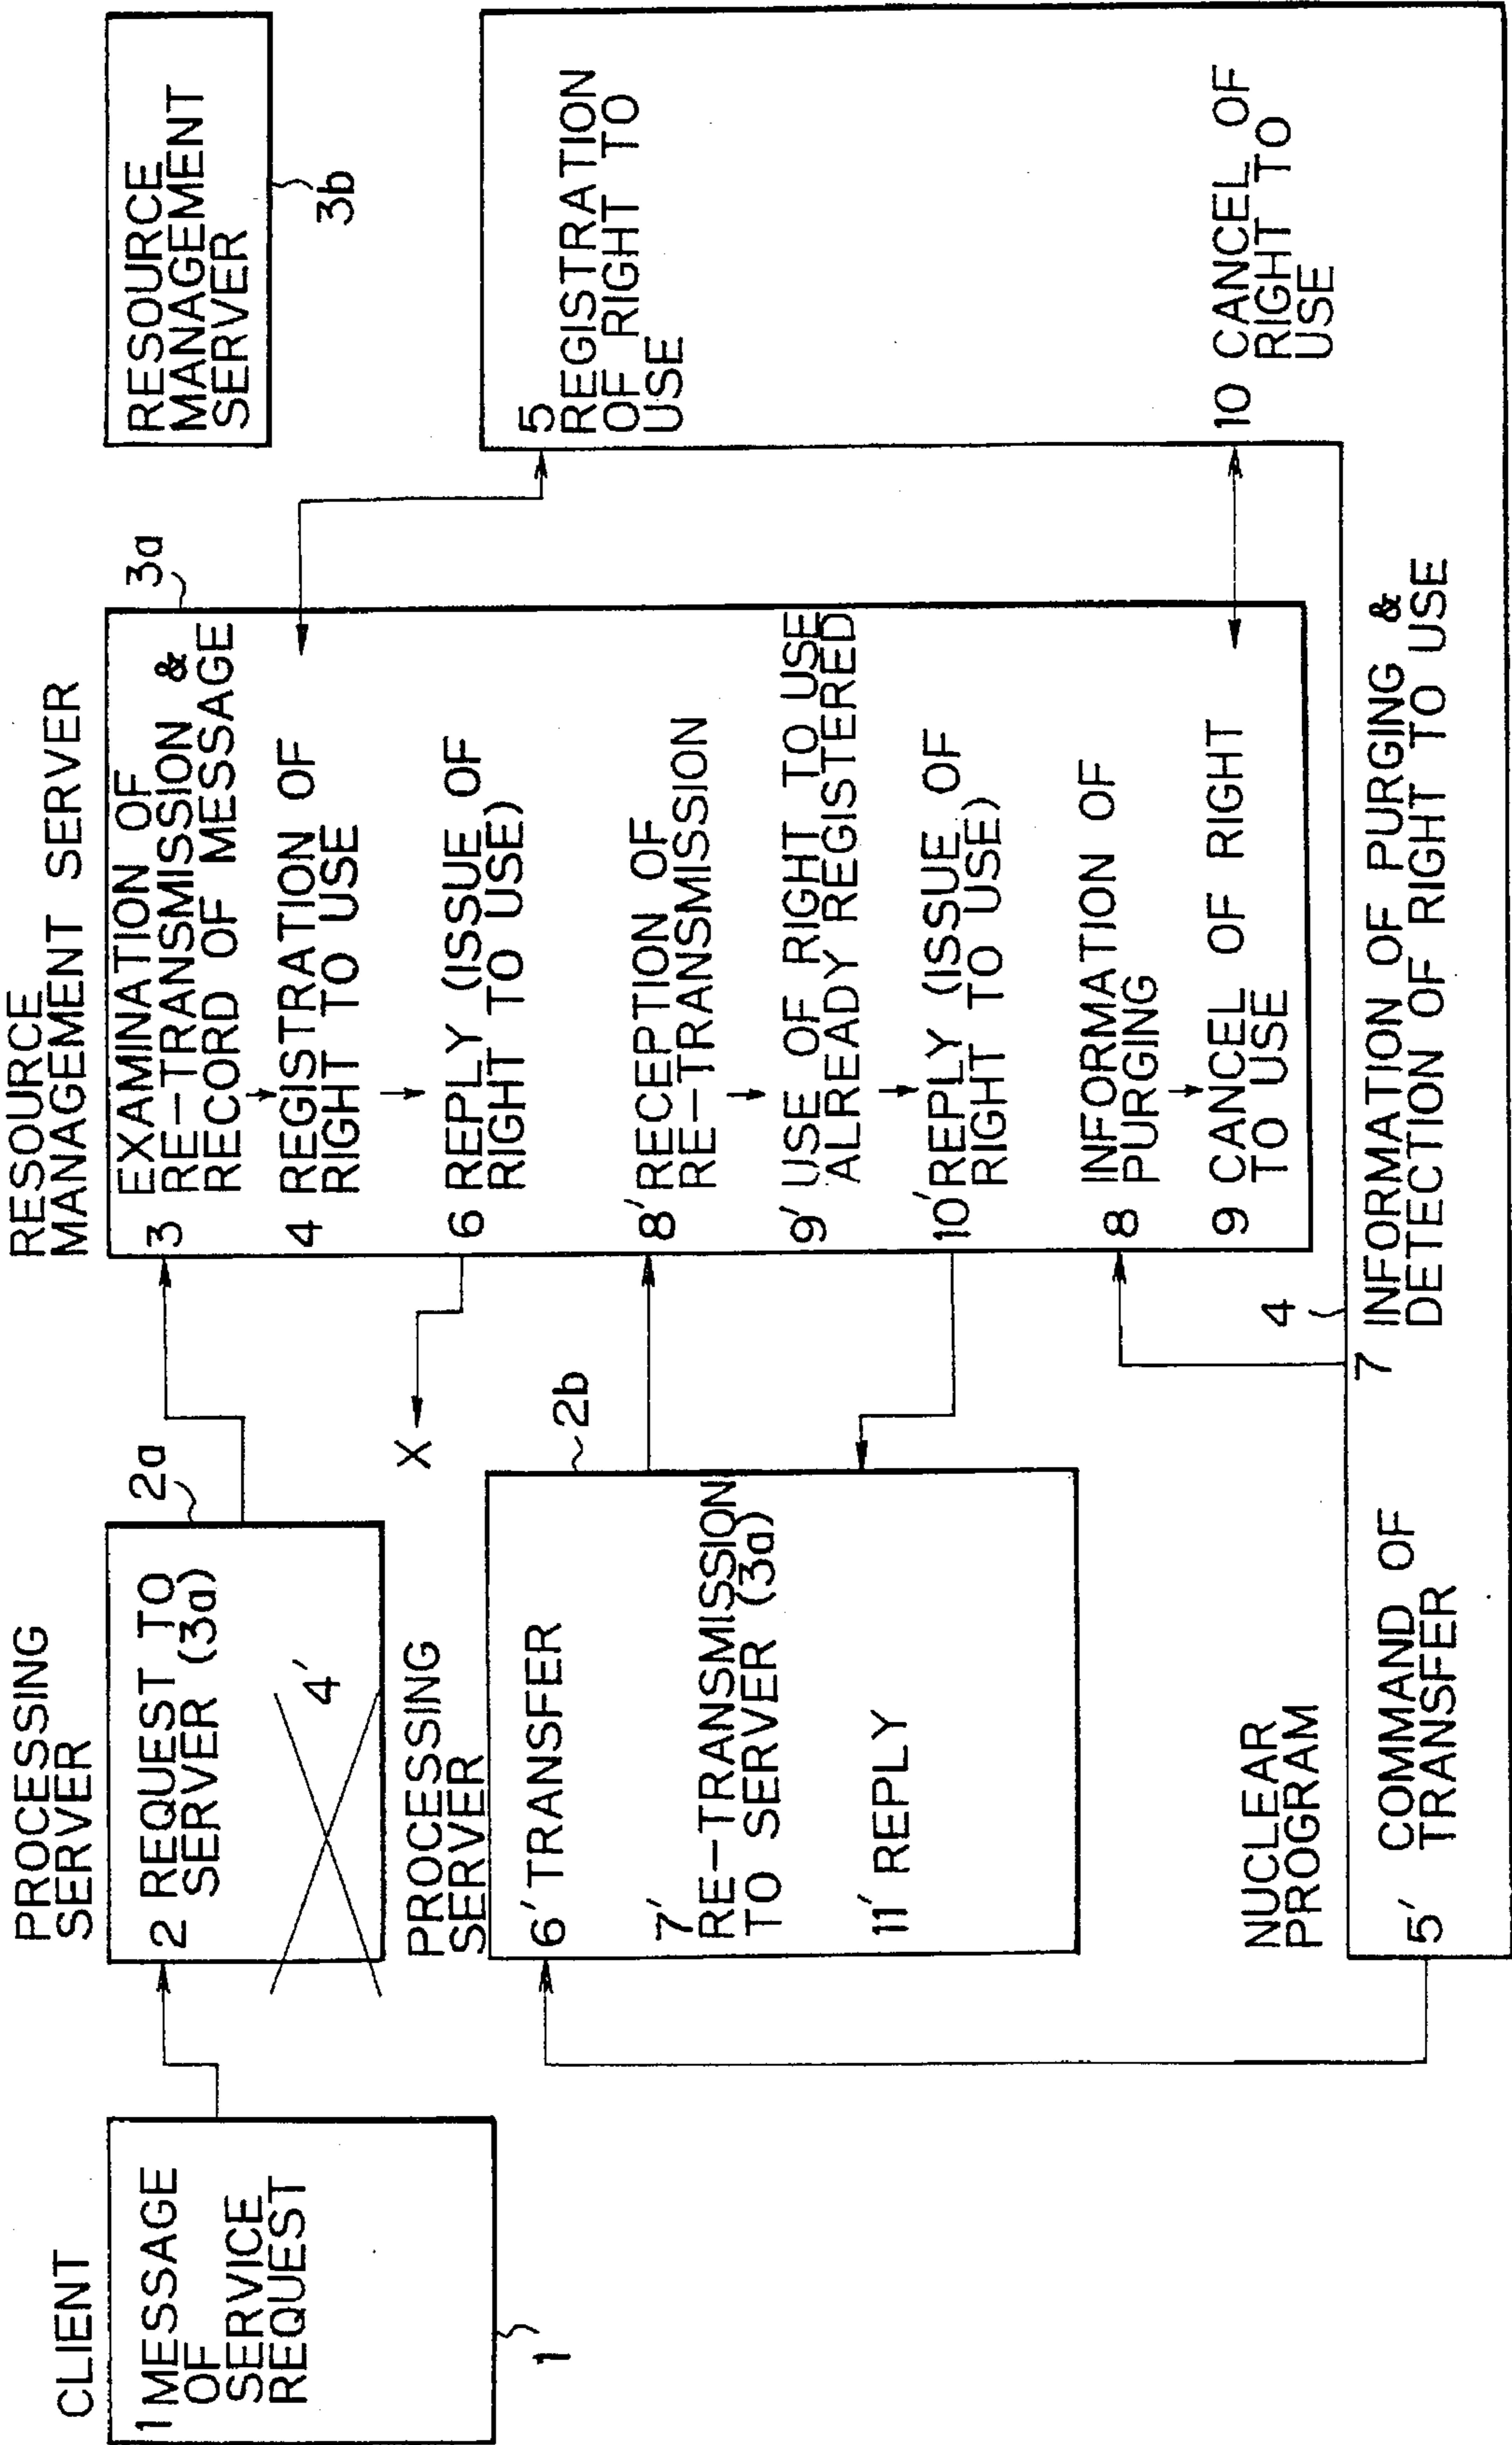 CLIENT
1 MESSAGE
OF
SERVICE
REQUEST
1
PROCESSING
SERVER
2a
2 REQUEST TO
SERVER (3a)
4'
PROCESSING
SERVER
2b
6' TRANSFER
7'
RE-TRANSMISSION
TO SERVER (3a)
11' REPLY
X
RESOURCE
MANAGEMENT SERVER
3a
EXAMINATION OF
3 RE-TRANSMISSION &
RECORD OF MESSAGE
4 REGISTRATION OF
RIGHT TO USE
6 REPLY (ISSUE OF
RIGHT TO USE)
8' RECEPTION OF
RE-TRANSMISSION
9' USE OF RIGHT TO USE
ALREADY REGISTERED
10' REPLY (ISSUE OF
RIGHT TO USE)
8 INFORMATION OF
PURGING
9 CANCEL OF RIGHT
TO USE
RESOURCE
MANAGEMENT
SERVER
3b
NUCLEAR
PROGRAM
4
5' COMMAND OF
TRANSFER
7 INFORMATION OF PURGING &
DETECTION OF RIGHT TO USE
5
REGISTRATION
OF RIGHT TO
USE
10 CANCEL OF
RIGHT TO
USE